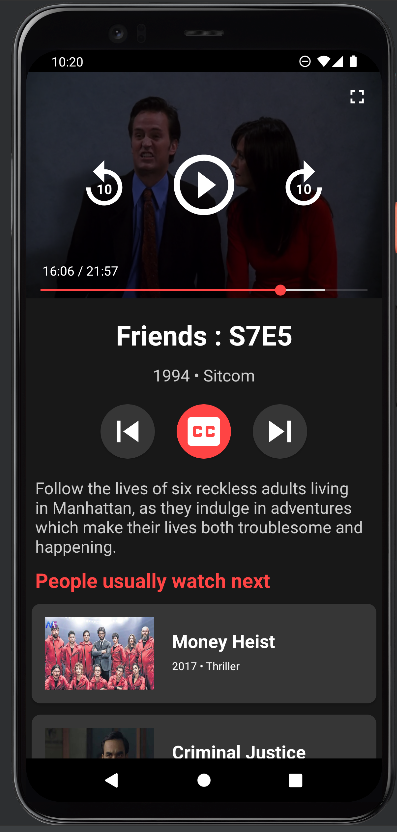 10:20
10
10
16:06 / 21:57
Friends : S7E5
1994 • Sitcom
CC
Follow the lives of six reckless adults living
in Manhattan, as they indulge in adventures
which make their lives both troublesome and
happening.
People usually watch next
Money Heist
2017 • Thriller
Criminal Justice